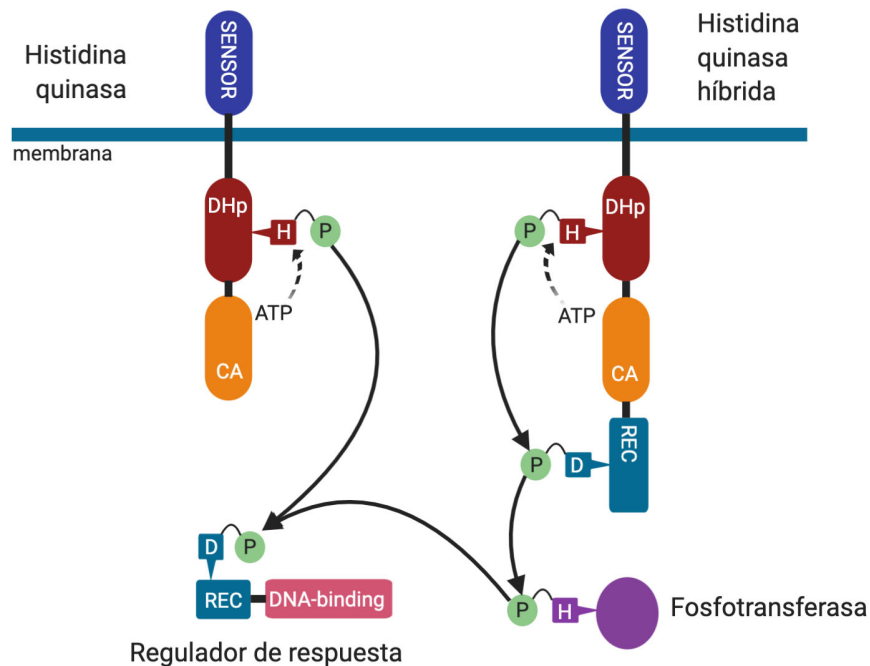 Histidina
quinasa
SENSOR
SENSOR
Histidina
quinasa
híbrida
membrana
DHp
H
P
ATP
CA
P
H
DHp
ATP
CA
REC
P
D
D
P
REC
DNA-binding
Regulador de respuesta
P
H
Fosfotransferasa